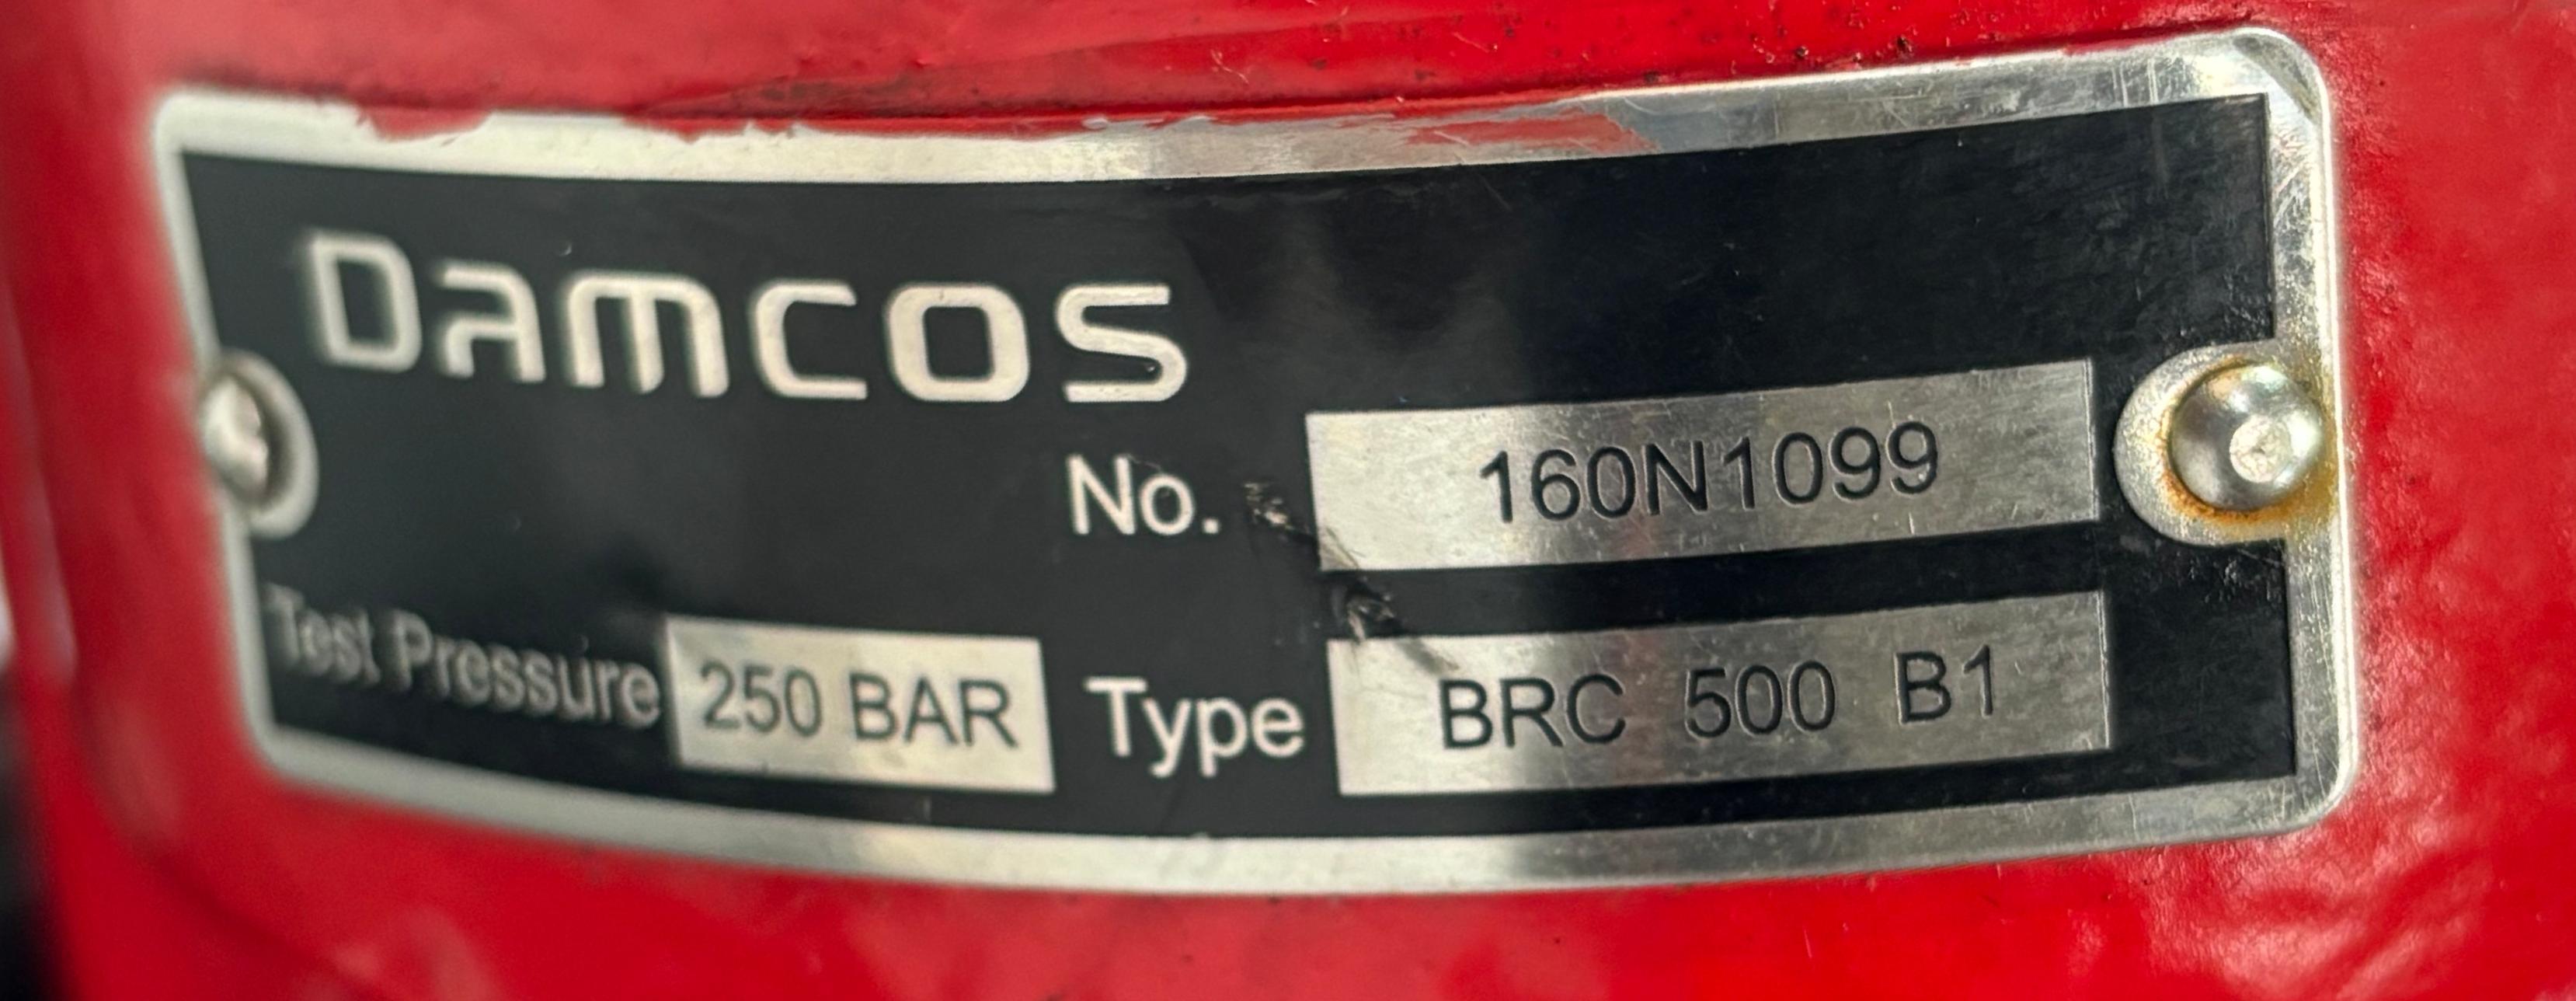 DAMCOS
No. 160N1099
Test Pressure 250 BAR Type BRC 500 B1